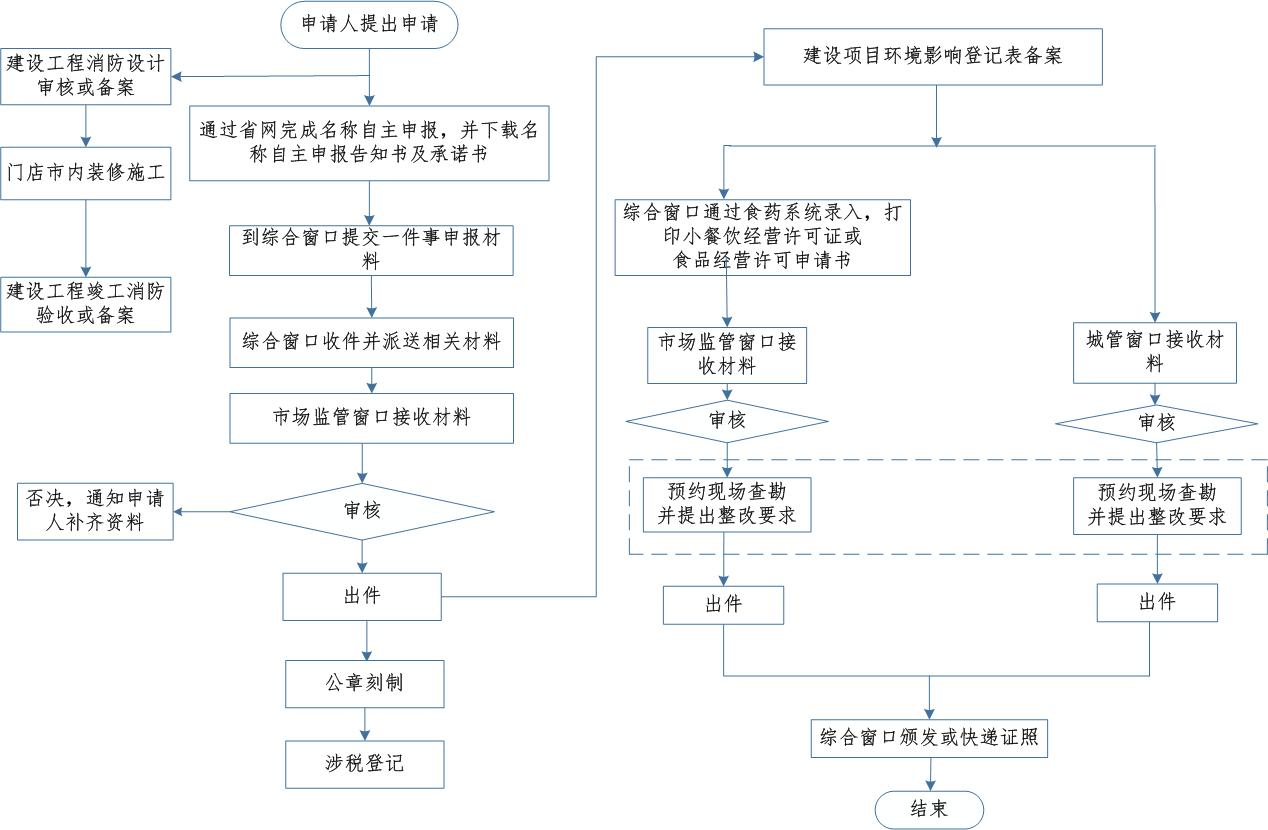 申请人提出申请
建设工程消防设计
审核或备案
门店市内装修施工
建设工程竣工消防
验收或备案
通过省网完成名称自主申报，并下载名
称自主申报告知书及承诺书
到综合窗口提交一件事申报材
料
综合窗口收件并派送相关材料
市场监管窗口接收材料
审核
否决，通知申请
人补齐资料
出件
公章刻制
涉税登记
建设项目环境影响登记表备案
综合窗口通过食药系统录入，打
印小餐饮经营许可证或
食品经营许可申请书
市场监管窗口接
收材料
审核
预约现场查勘
并提出整改要求
出件
城管窗口接收材
料
审核
预约现场查勘
并提出整改要求
出件
综合窗口颁发或快递证照
结束